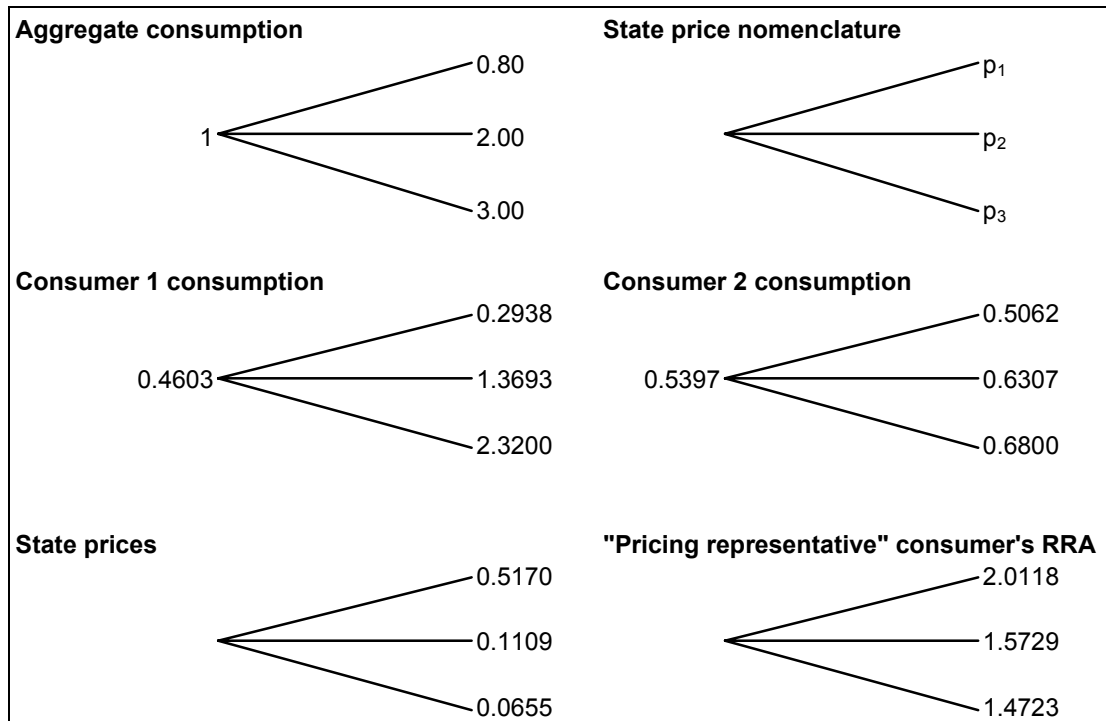 Aggregate consumption
State price nomenclature
0.80
1
2.00
3.00
p₁
p₂
p₃
Consumer 1 consumption
Consumer 2 consumption
0.2938
0.4603
1.3693
2.3200
0.5062
0.5397
0.6307
0.6800
State prices
"Pricing representative" consumer's RRA
0.5170
0.1109
0.0655
2.0118
1.5729
1.4723